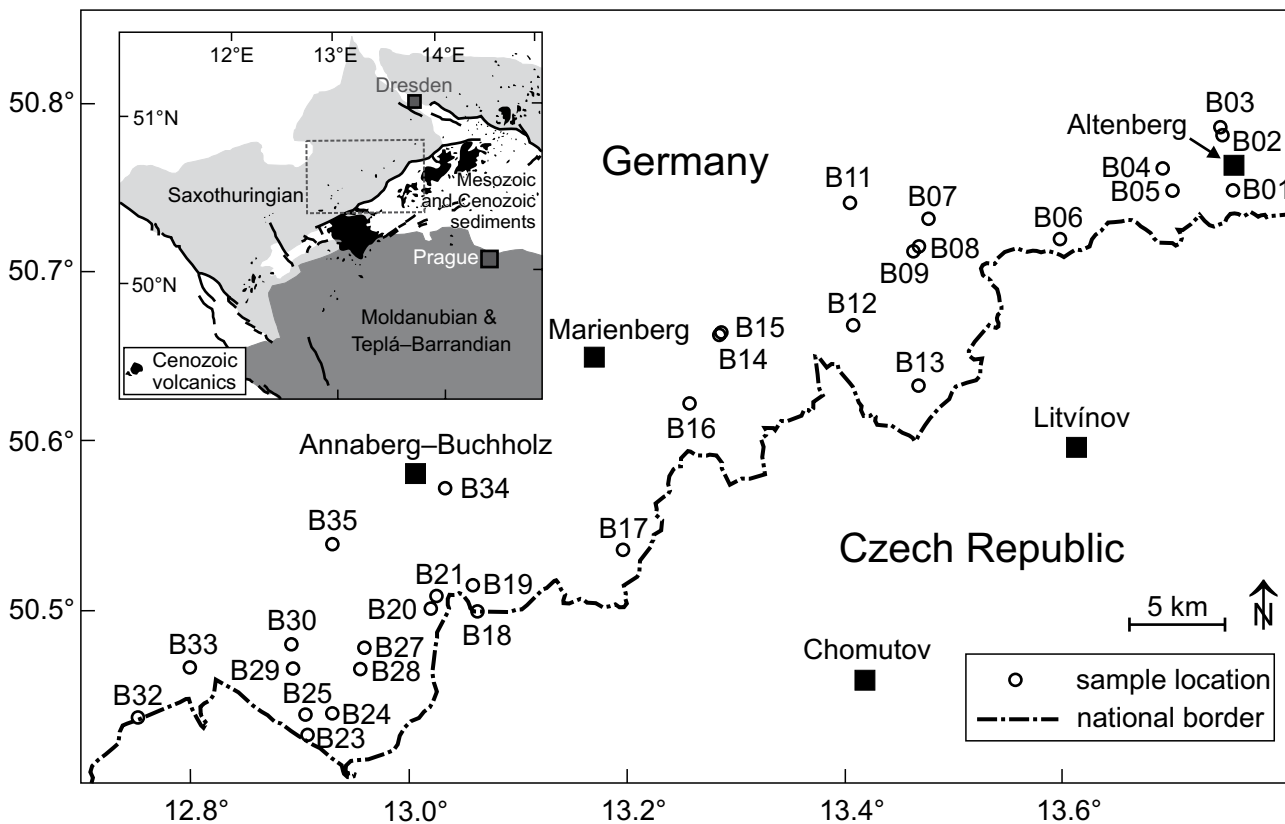 12°E 13°E 14°E
Dresden
51°N
Saxothuringian
Mesozoic
and Cenozoic
sediments
50°N
Prague
Moldanubian &
Teplá–Barrandian
Cenozoic
volcanics
50.8°
50.7°
50.6°
50.5°
Germany
B03
Altenberg
B02
B04
B05
B01
B11
B07
B06
B08
B09
B12
Marienberg
B15
B14
B13
B16
Litvínov
Annaberg–Buchholz
B34
B35
B17
Czech Republic
B21
B19
B20
B18
B30
B33
B27
B29
B28
B25
B32
B24
B23
Chomutov
5 km
N
sample location
national border
12.8° 13.0° 13.2° 13.4° 13.6°